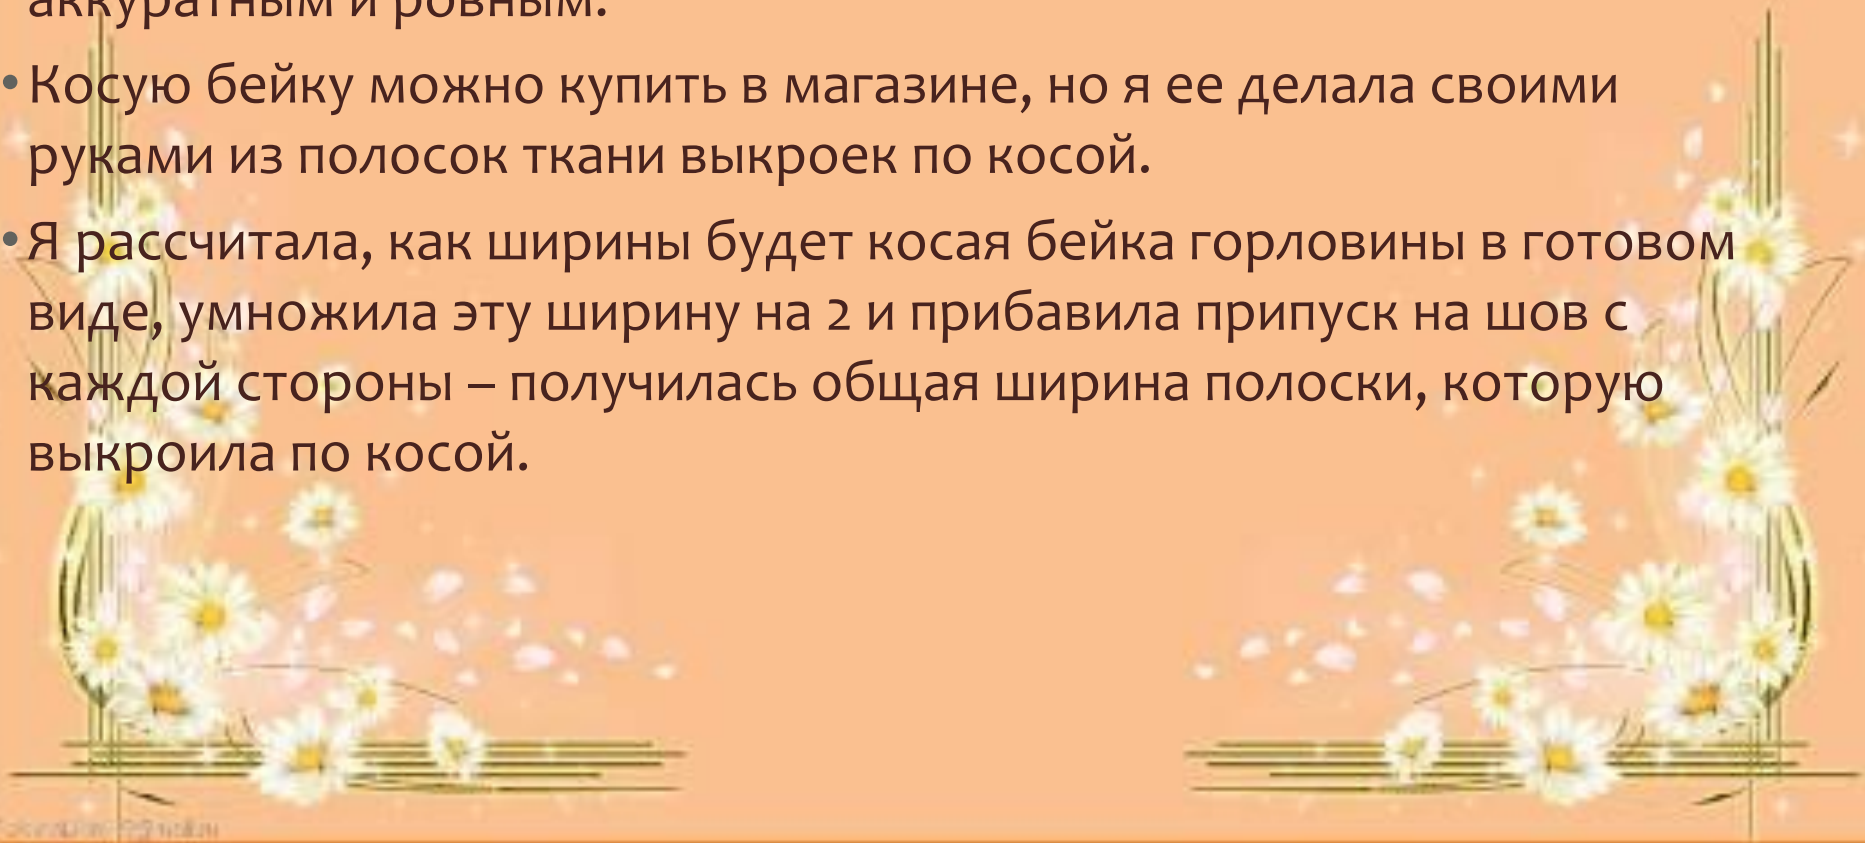 аккуратным и ровным.
• Косую бейку можно купить в магазине, но я ее делала своими
руками из полосок ткани выкроек по косой.
• Я рассчитала, как ширины будет косая бейка горловины в готовом
виде, умножила эту ширину на 2 и прибавила припуск на шов с
каждой стороны – получилась общая ширина полоски, которую
выкроила по косой.